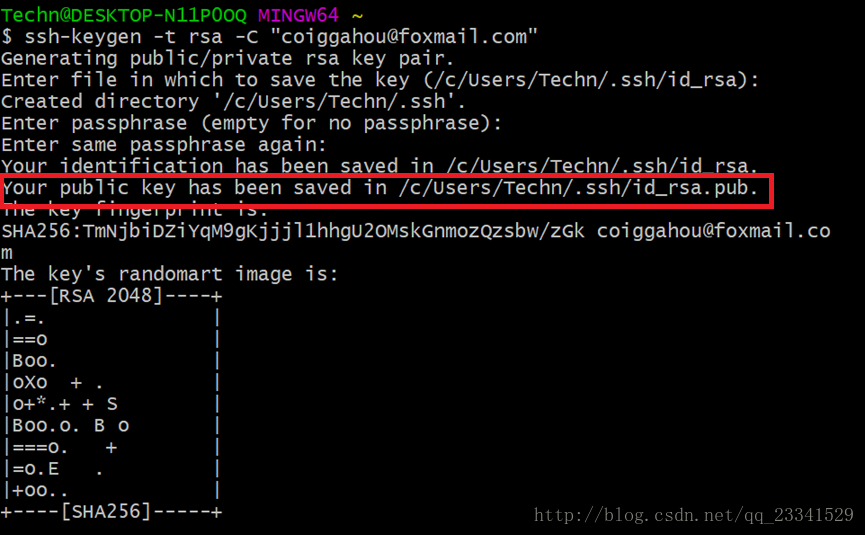 Techn@DESKTOP-N11P0OQ MINGW64 ~
$ ssh-keygen -t rsa -C "coiggahou@foxmail.com"
Generating public/private rsa key pair.
Enter file in which to save the key (/c/Users/Techn/.ssh/id_rsa):
Created directory '/c/Users/Techn/.ssh'.
Enter passphrase (empty for no passphrase):
Enter same passphrase again:
Your identification has been saved in /c/Users/Techn/.ssh/id_rsa.
Your public key has been saved in /c/Users/Techn/.ssh/id_rsa.pub.
The key fingerprint is:
SHA256:TmNjbiDZiYqM9gKjjjl1hhgU2OMskGnmozQzsbw/zGk coiggahou@foxmail.co
m
The key's randomart image is:
+---[RSA 2048]----+
|.=.              |
|==o              |
|Boo.             |
|oXo  + .         |
|o+*.+ + S        |
|Boo.o. B o       |
|===o.   +        |
|=o.E   .         |
|+oo..            |
+----[SHA256]-----+
http://blog.csdn.net/qq_23341529